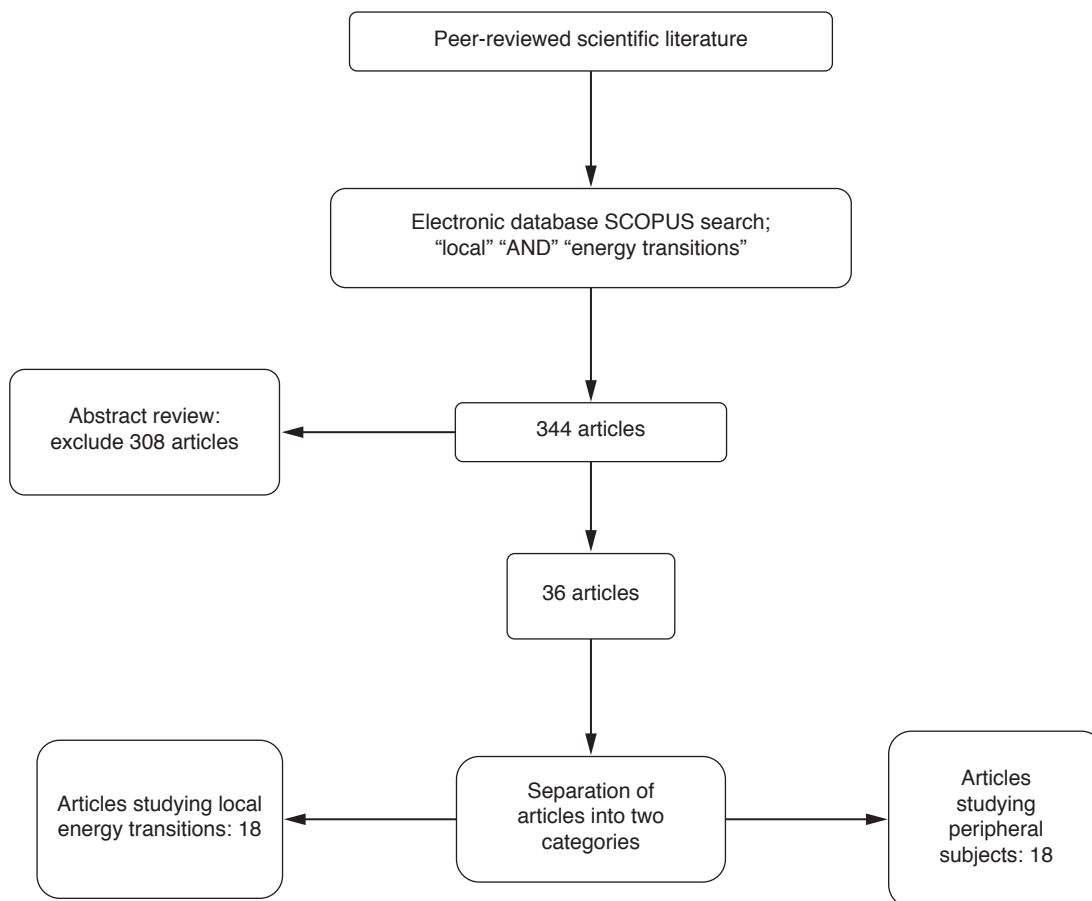 Peer-reviewed scientific literature
Electronic database SCOPUS search;
“local” “AND” “energy transitions”
Abstract review:
exclude 308 articles
344 articles
36 articles
Articles studying local
energy transitions: 18
Separation of
articles into two
categories
Articles
studying
peripheral
subjects: 18